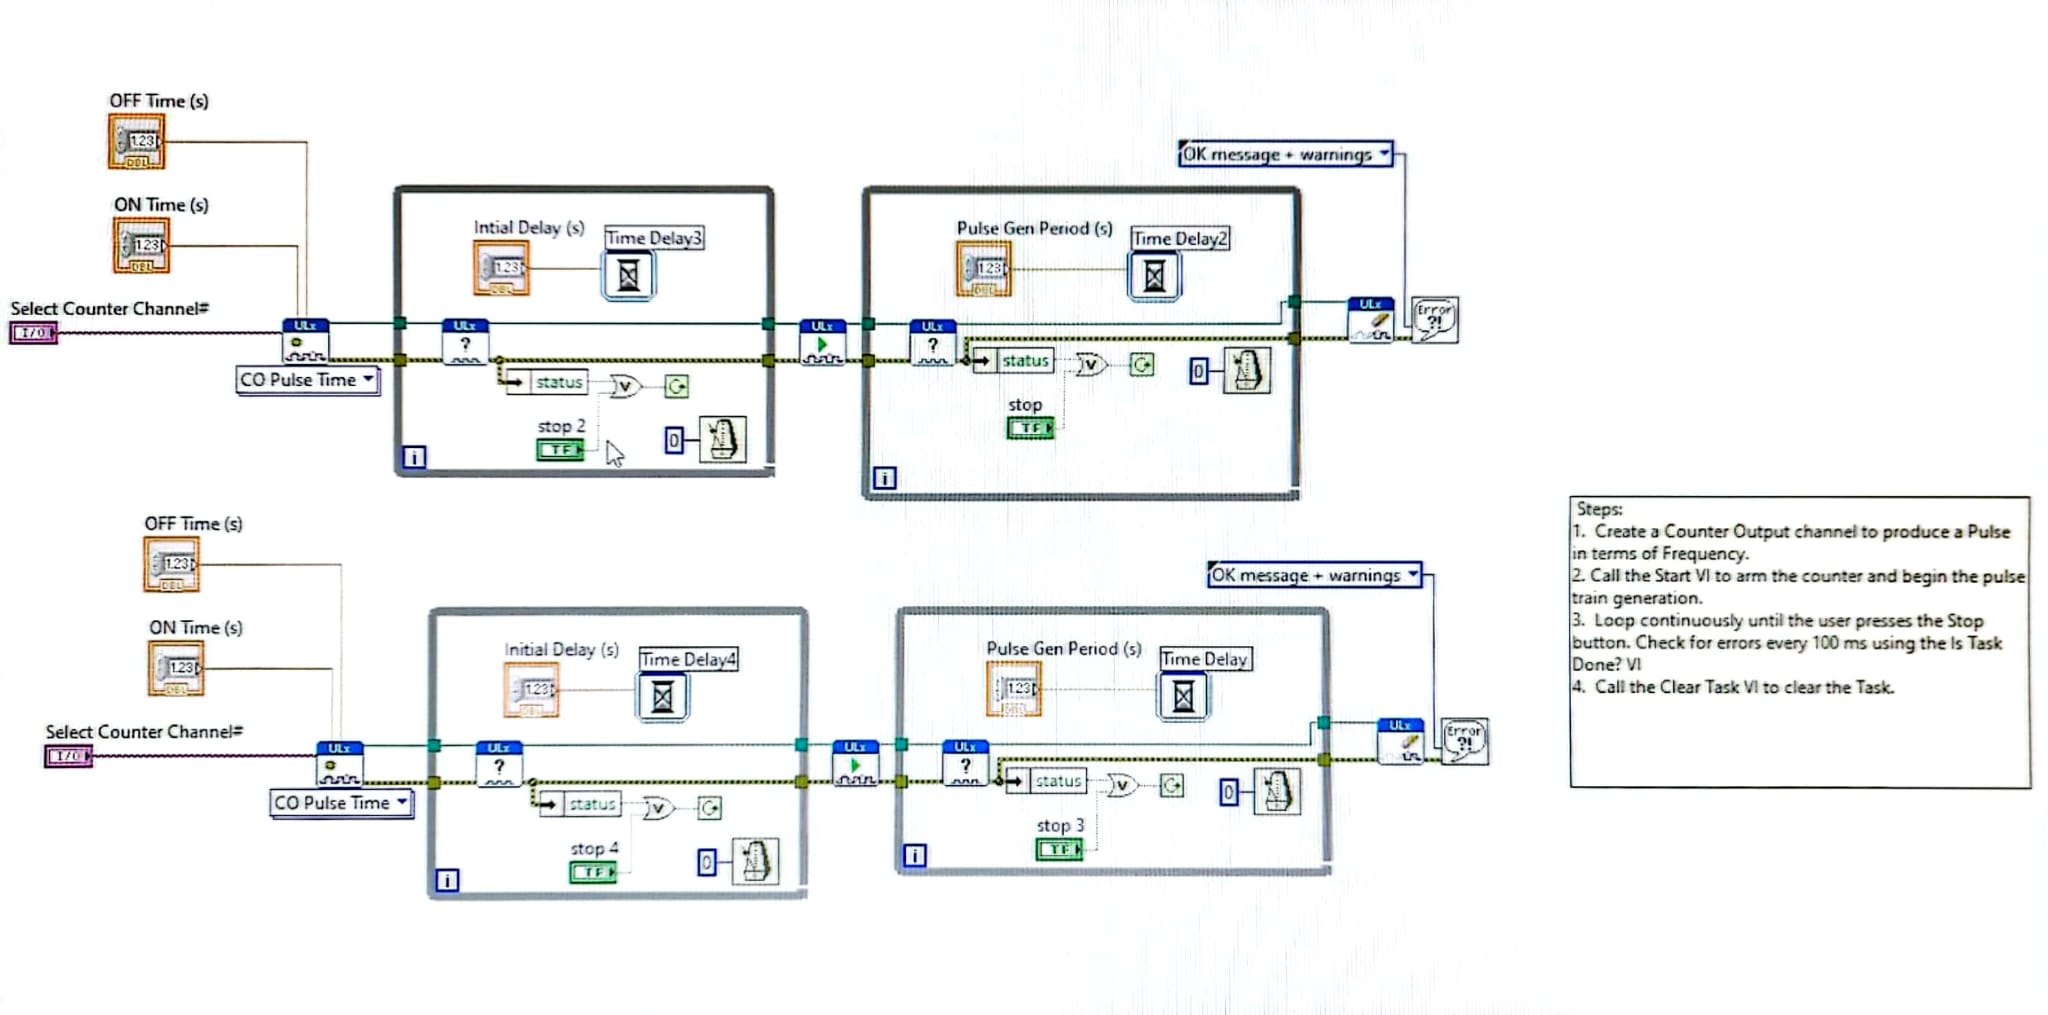 OFF Time (s)
1.23
DBL
OK message + warnings
ON Time (s)
1.23
DBL
Intial Delay (s)
Time Delay3
1.23
DBL
Pulse Gen Period (s)
Time Delay2
1.23
DBL
Select Counter Channel#
I/O
ULx
ULx
?
ULx
ULx
?
ULx
Error
?!
CO Pulse Time
status
v
stop 2
TF
0
i
status
v
0
stop
TF
i
OFF Time (s)
1.23
DBL
OK message + warnings
ON Time (s)
1.23
DBL
Initial Delay (s)
Time Delay4
1.23
DBL
Pulse Gen Period (s)
Time Delay
1.23
DBL
Select Counter Channel#
I/O
ULx
ULx
?
ULx
ULx
?
ULx
Error
?!
CO Pulse Time
status
v
stop 4
TF
0
i
status
v
0
stop 3
TF
i
Steps:
1. Create a Counter Output channel to produce a Pulse
in terms of Frequency.
2. Call the Start VI to arm the counter and begin the pulse
train generation.
3. Loop continuously until the user presses the Stop
button. Check for errors every 100 ms using the Is Task
Done? VI
4. Call the Clear Task VI to clear the Task.